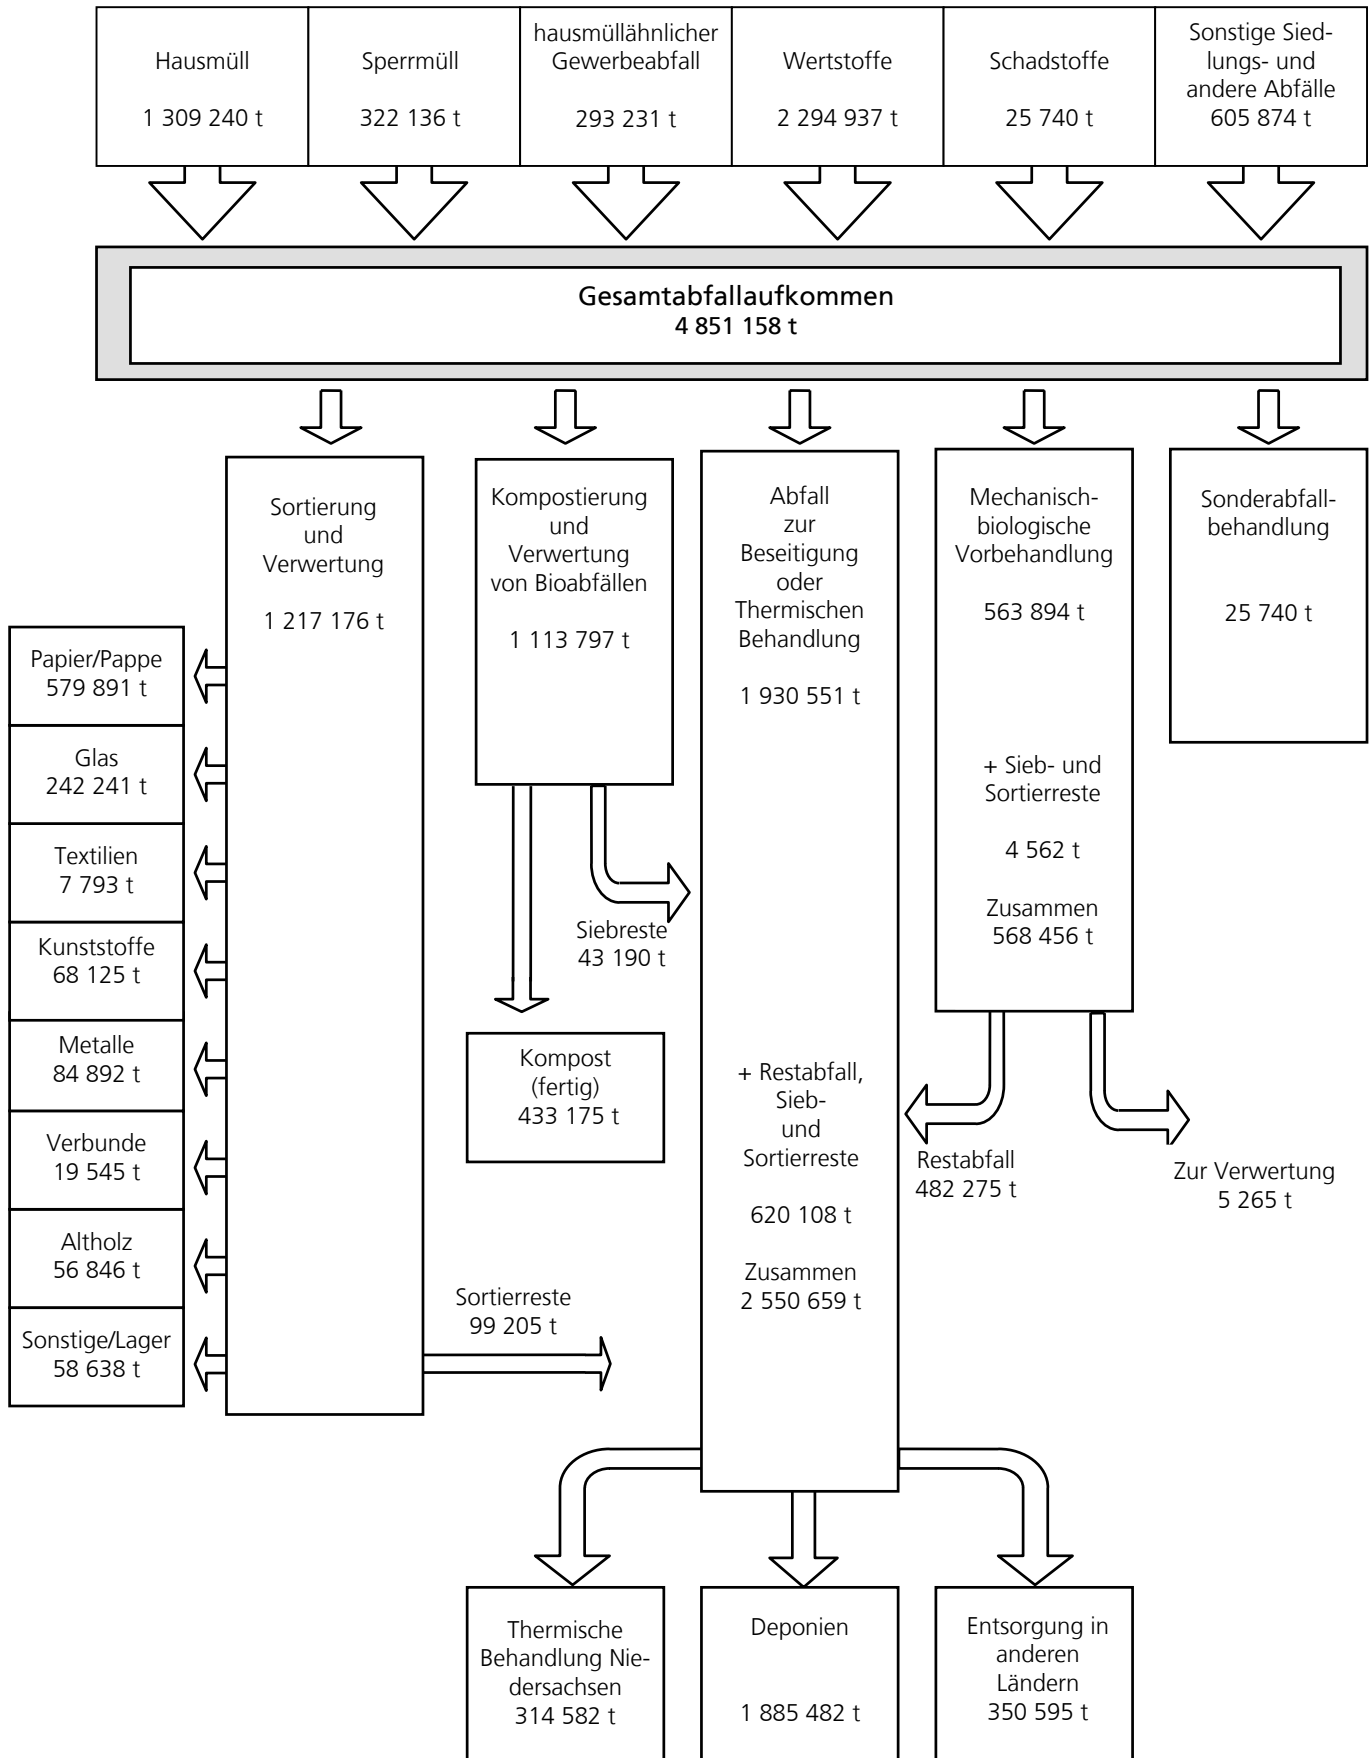 Hausmüll
1 309 240 t
Sperrmüll
322 136 t
hausmüllähnlicher
Gewerbeabfall
293 231 t
Wertstoffe
2 294 937 t
Schadstoffe
25 740 t
Sonstige Sied-
lungs- und
andere Abfälle
605 874 t
Gesamtabfallaufkommen
4 851 158 t
Sortierung
und
Verwertung
1 217 176 t
Kompostierung
und
Verwertung
von Bioabfällen
1 113 797 t
Abfall
zur
Beseitigung
oder
Thermischen
Behandlung
1 930 551 t
Mechanisch-
biologische
Vorbehandlung
563 894 t
+ Sieb- und
Sortierreste
4 562 t
Zusammen
568 456 t
Sonderabfall-
behandlung
25 740 t
Papier/Pappe
579 891 t
Glas
242 241 t
Textilien
7 793 t
Kunststoffe
68 125 t
Metalle
84 892 t
Verbunde
19 545 t
Altholz
56 846 t
Sonstige/Lager
58 638 t
Siebreste
43 190 t
Kompost
(fertig)
433 175 t
+ Restabfall,
Sieb-
und
Sortierreste
620 108 t
Zusammen
2 550 659 t
Restabfall
482 275 t
Zur Verwertung
5 265 t
Sortierreste
99 205 t
Thermische
Behandlung Nie-
dersachsen
314 582 t
Deponien
1 885 482 t
Entsorgung in
anderen
Ländern
350 595 t